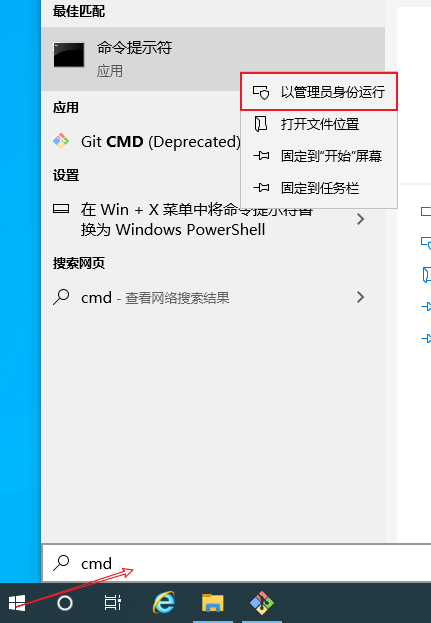 最佳匹配
命令提示符
应用
以管理员身份运行
打开文件位置
固定到"开始"屏幕
固定到任务栏
应用
Git CMD (Deprecated)
设置
在 Win + X 菜单中将命令提示符替
换为 Windows PowerShell
搜索网页
cmd - 查看网络搜索结果
cmd